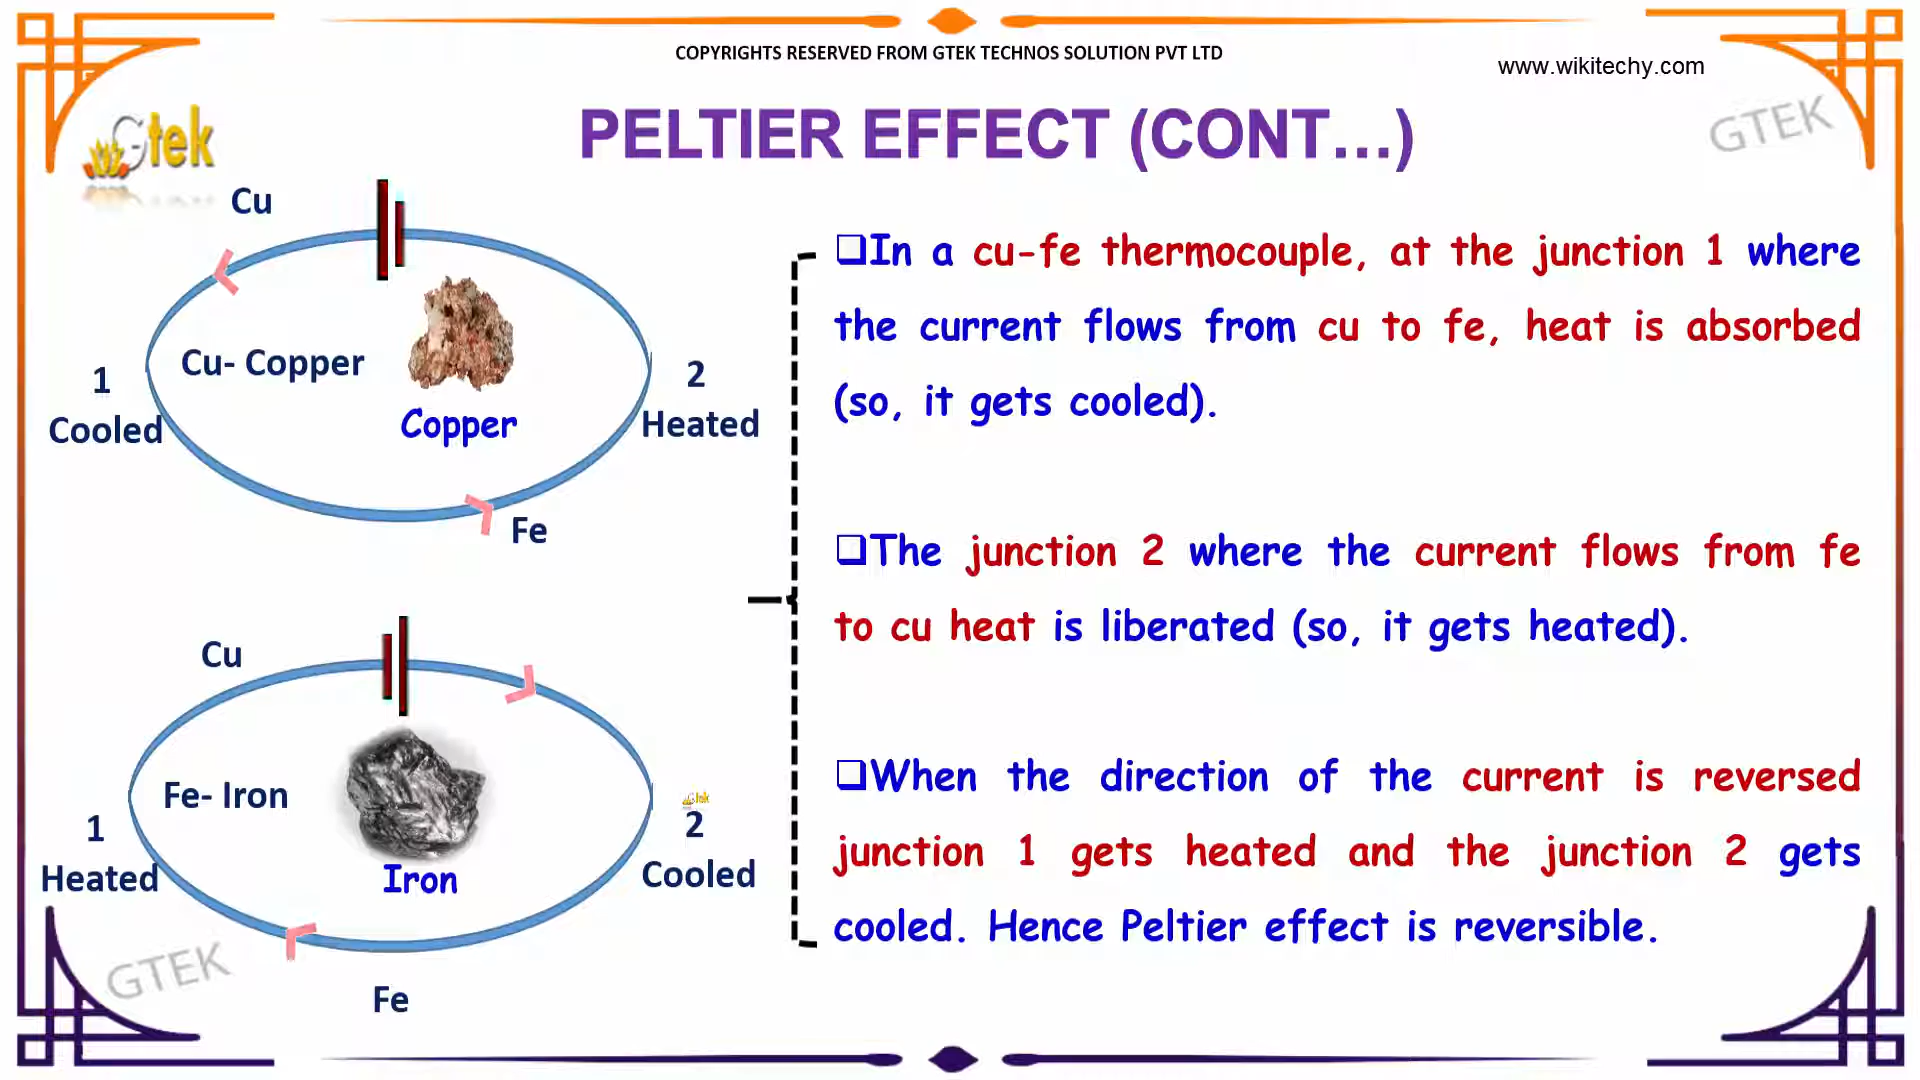 COPYRIGHTS RESERVED FROM GTEK TECHNOS SOLUTION PVT LTD
www.wikitechy.com
Gtek
PELTIER EFFECT (CONT...)
GTEK
Cu
Cu- Copper
1
Cooled
Copper
2
Heated
Fe
❑In a cu-fe thermocouple, at the junction 1 where
the current flows from cu to fe, heat is absorbed
(so, it gets cooled).
❑The junction 2 where the current flows from fe
to cu heat is liberated (so, it gets heated).
❑When the direction of the current is reversed
junction 1 gets heated and the junction 2 gets
cooled. Hence Peltier effect is reversible.
Cu
Fe- Iron
1
Heated
Iron
Gtek
2
Cooled
GTEK
Fe